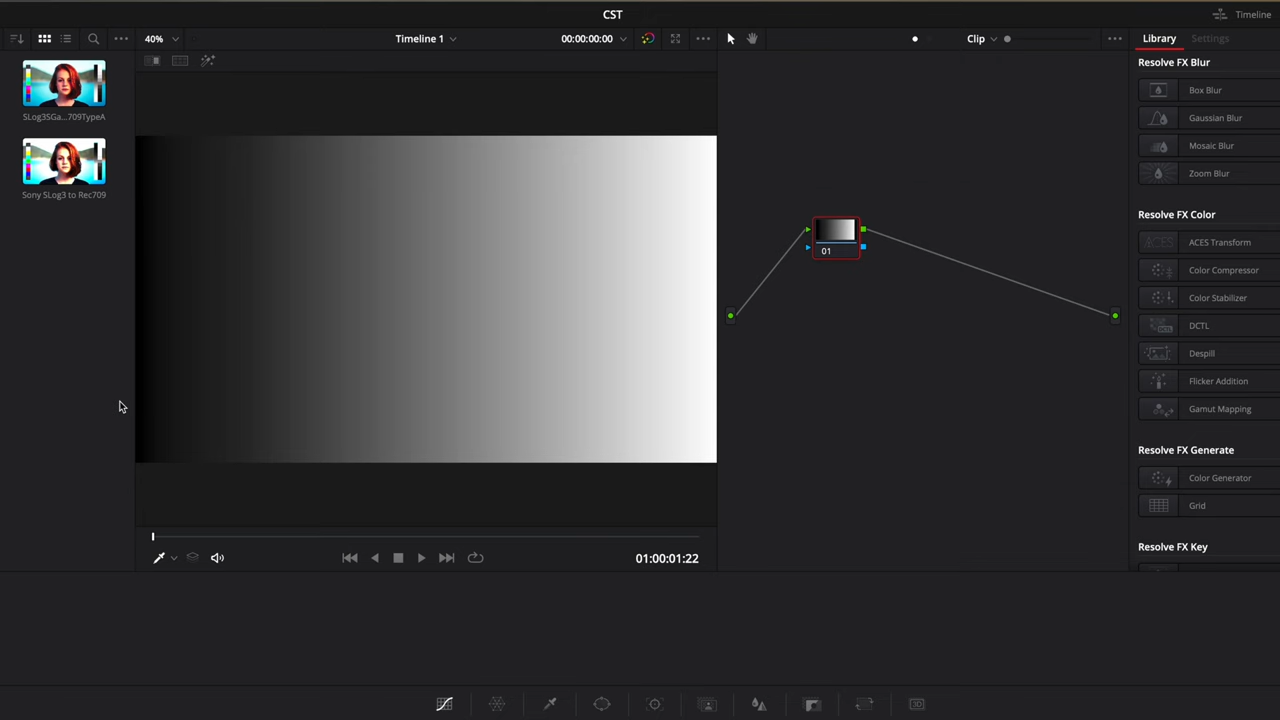 CST
Timeline
40%
Timeline 1
00:00:00:00
Clip
Library
Settings
SLog3SGa...709TypeA
Sony SLog3 to Rec709
01
01:00:01:22
Resolve FX Blur
Box Blur
Gaussian Blur
Mosaic Blur
Zoom Blur
Resolve FX Color
ACES
ACES Transform
Color Compressor
Color Stabilizer
DCTL
DCTL
Despill
Flicker Addition
Gamut Mapping
Resolve FX Generate
Color Generator
Grid
Resolve FX Key
3D